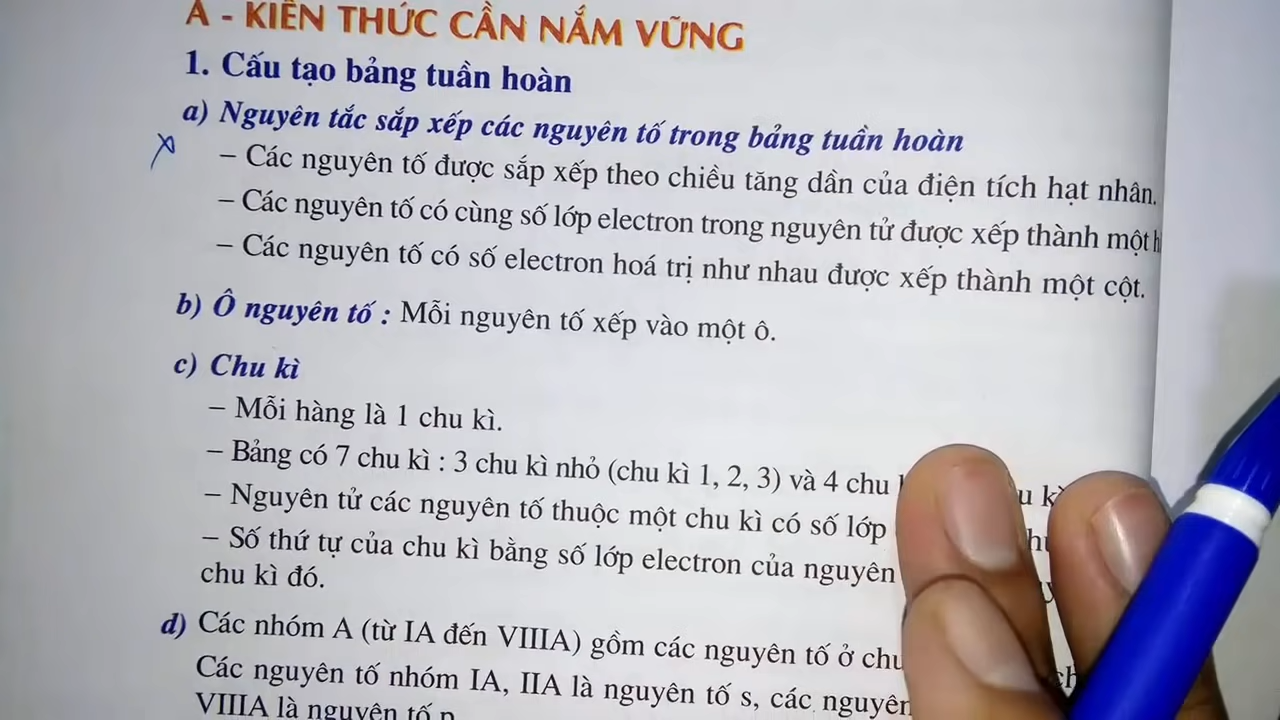 A - KIẾN THỨC CẦN NẮM VỮNG
1. Cấu tạo bảng tuần hoàn
a) Nguyên tắc sắp xếp các nguyên tố trong bảng tuần hoàn
– Các nguyên tố được sắp xếp theo chiều tăng dần của điện tích hạt nhân.
– Các nguyên tố có cùng số lớp electron trong nguyên tử được xếp thành một
– Các nguyên tố có số electron hoá trị như nhau được xếp thành một cột.
b) Ô nguyên tố : Mỗi nguyên tố xếp vào một ô.
c) Chu kì
– Mỗi hàng là 1 chu kì.
– Bảng có 7 chu kì : 3 chu kì nhỏ (chu kì 1, 2, 3) và 4 chu
– Nguyên tử các nguyên tố thuộc một chu kì có số lớp
– Số thứ tự của chu kì bằng số lớp electron của nguyên
chu kì đó.
d) Các nhóm A (từ IA đến VIIIA) gồm các nguyên tố ở
Các nguyên tố nhóm IA, IIA là nguyên tố s, các
VIIIA là nguyên tố p